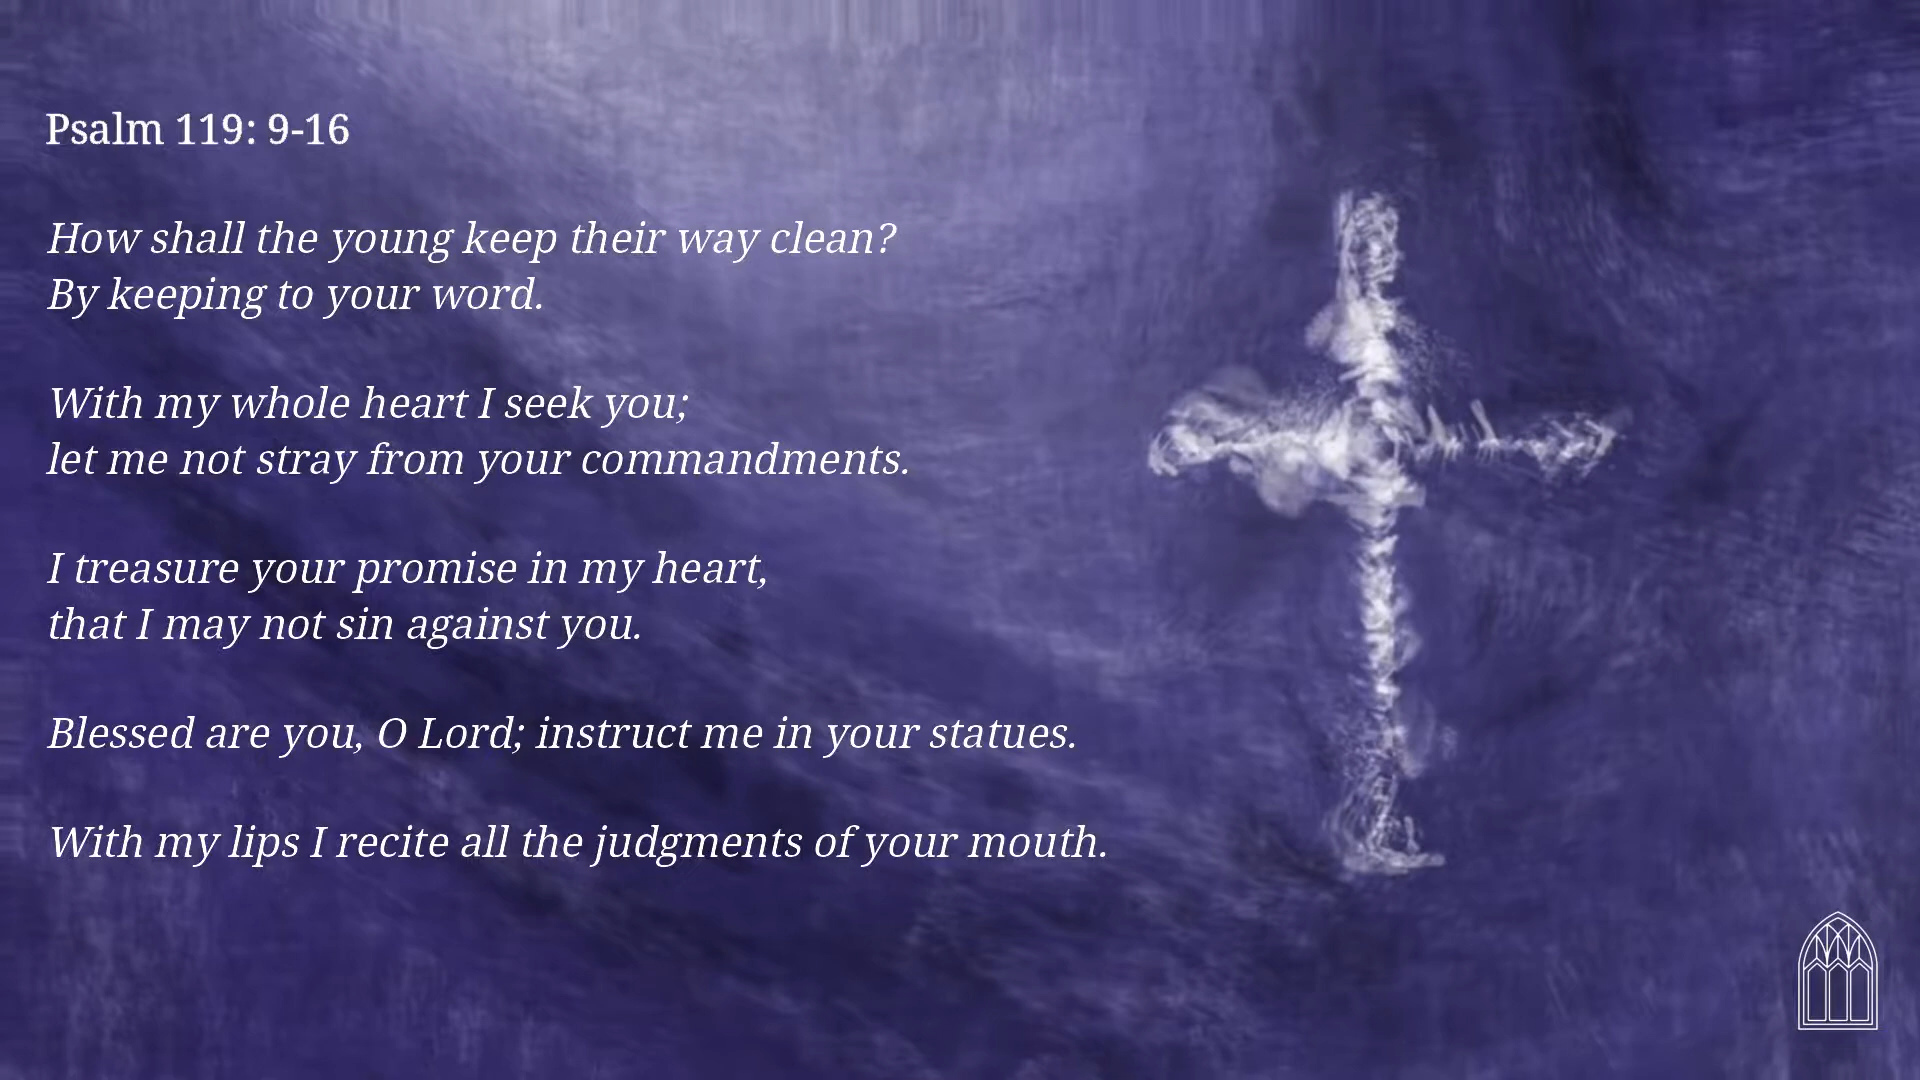 Psalm 119: 9-16
How shall the young keep their way clean?
By keeping to your word.
With my whole heart I seek you;
let me not stray from your commandments.
I treasure your promise in my heart,
that I may not sin against you.
Blessed are you, O Lord; instruct me in your statues.
With my lips I recite all the judgments of your mouth.